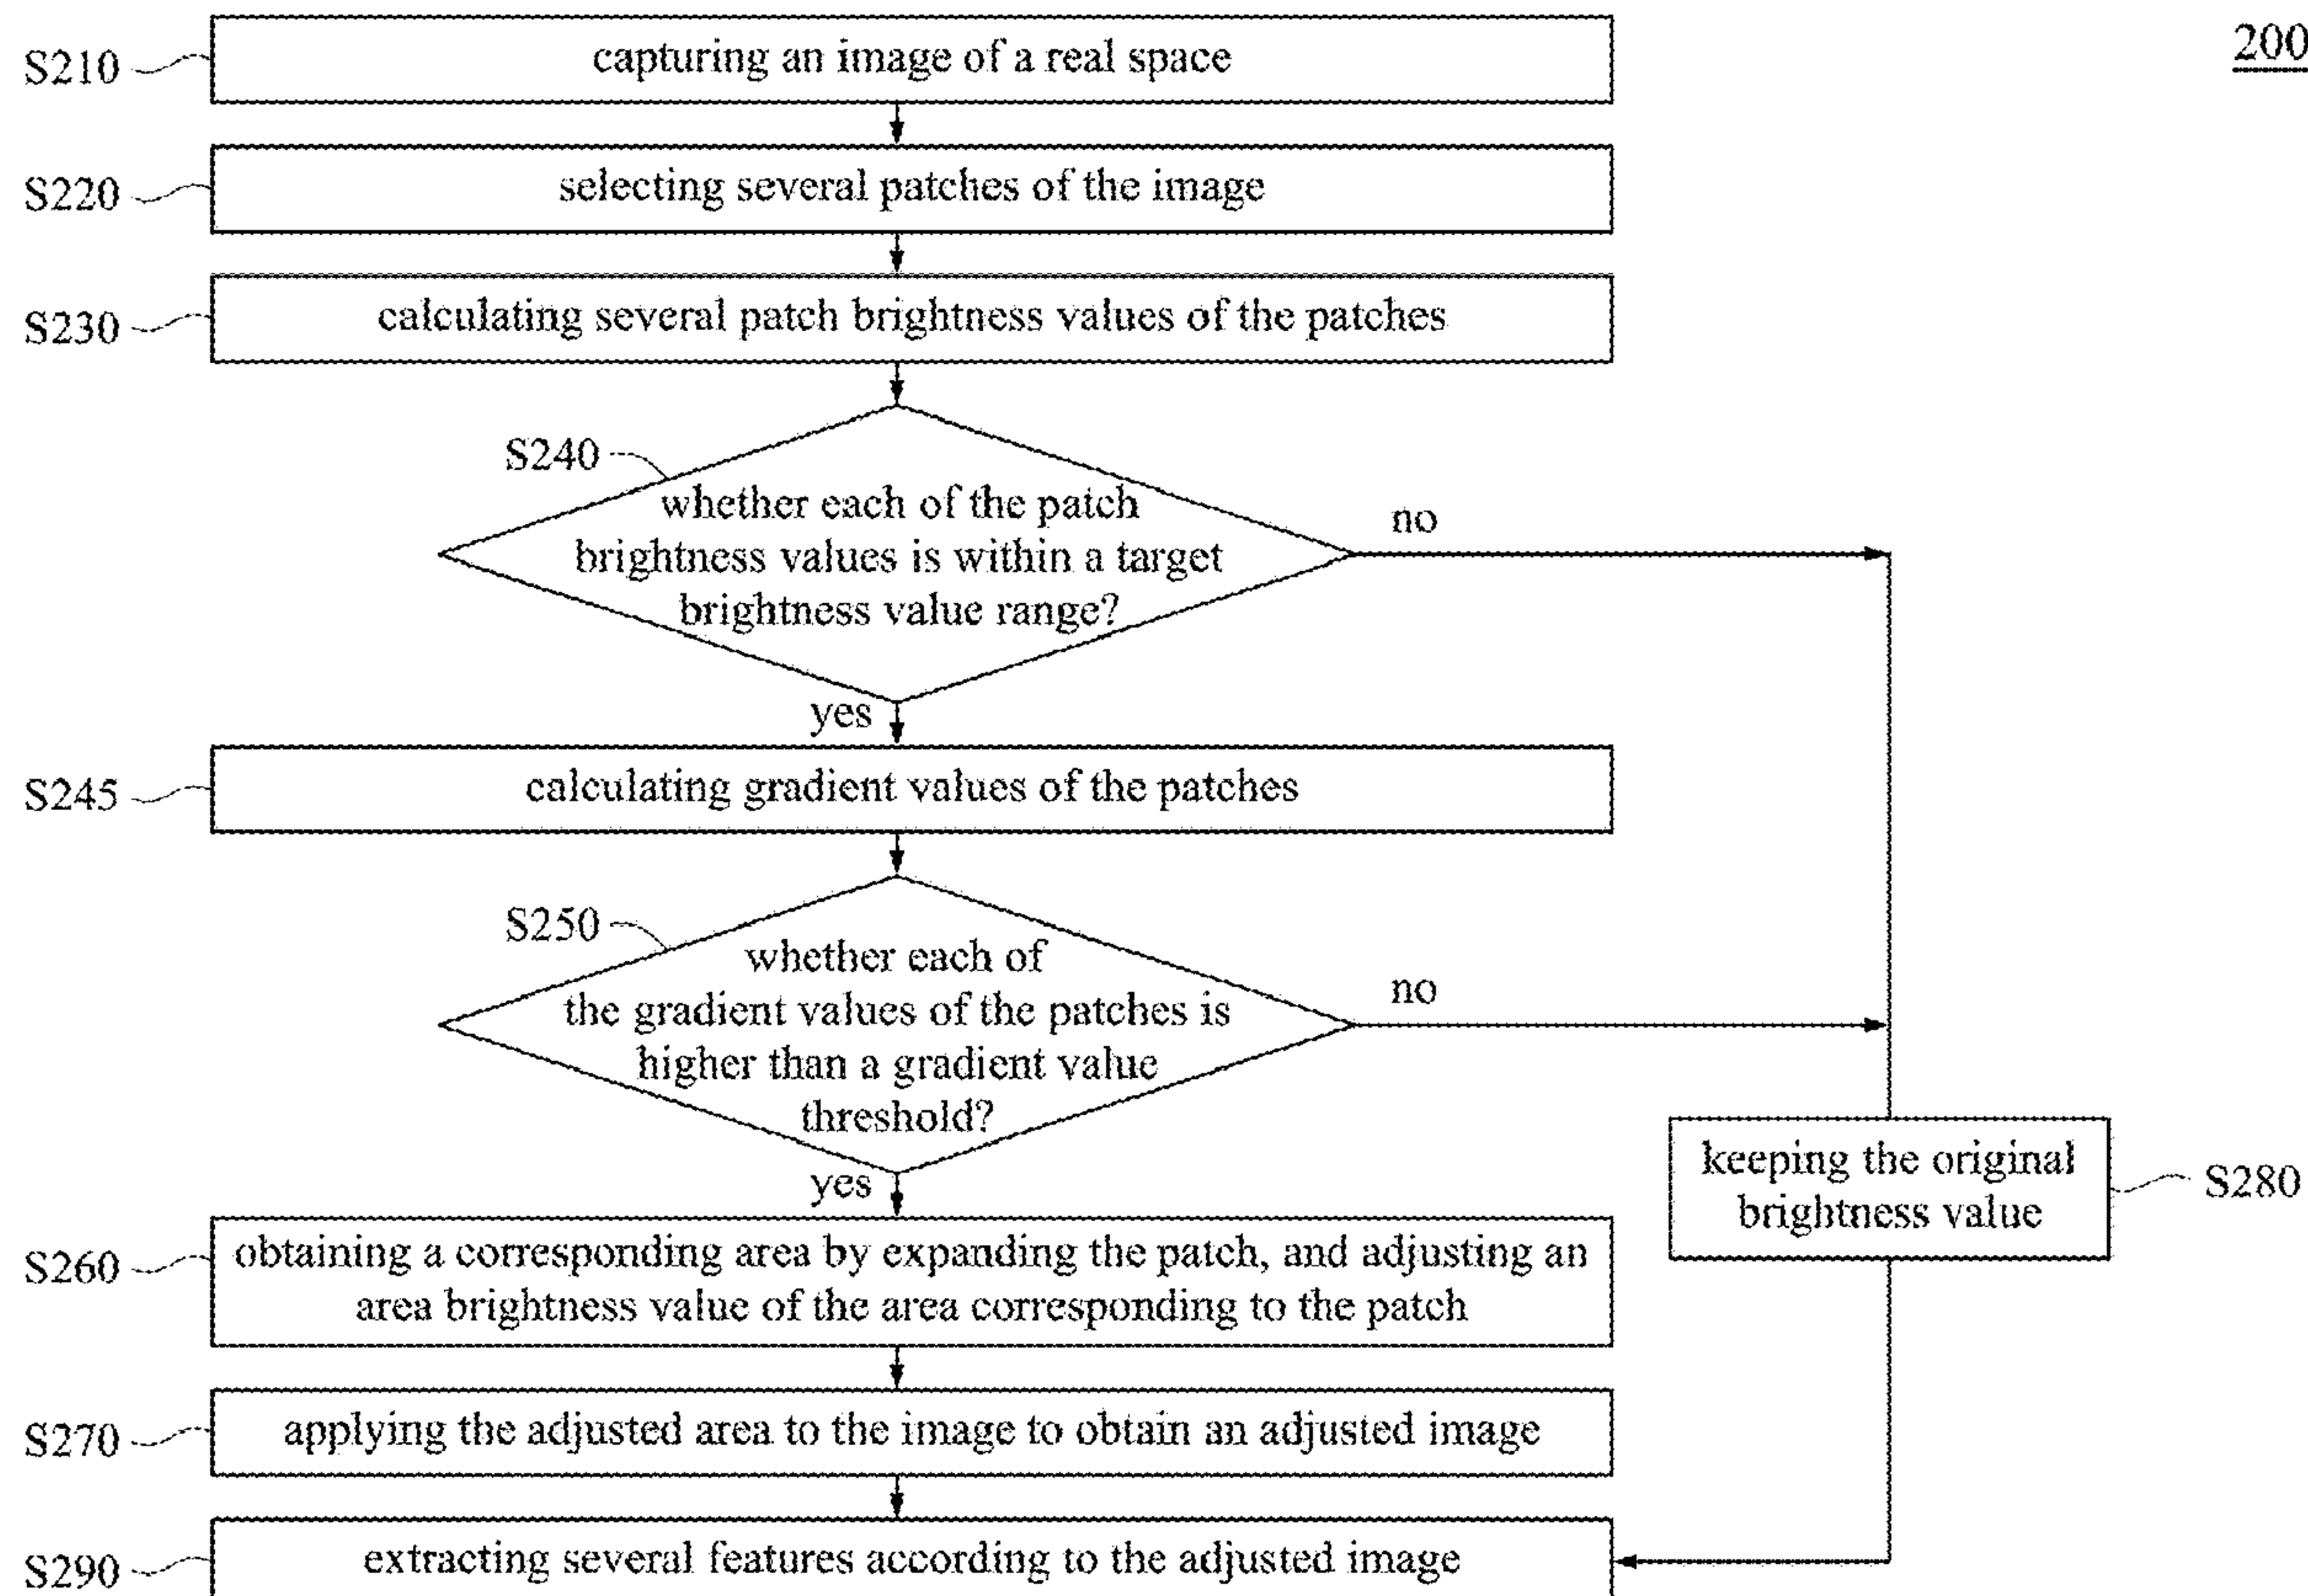 200
S210
capturing an image of a real space
S220
selecting several patches of the image
S230
calculating several patch brightness values of the patches
S240
whether each of the patch
brightness values is within a target
brightness value range?
no
yes
S245
calculating gradient values of the patches
S250
whether each of
the gradient values of the patches is
higher than a gradient value
threshold?
no
yes
keeping the original
brightness value
S280
S260
obtaining a corresponding area by expanding the patch, and adjusting an
area brightness value of the area corresponding to the patch
S270
applying the adjusted area to the image to obtain an adjusted image
S290
extracting several features according to the adjusted image